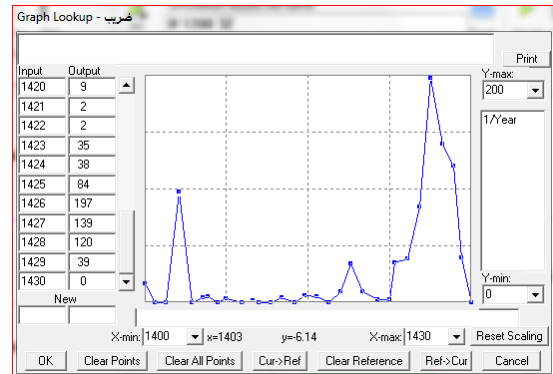 Graph Lookup - ضريب
Print
Input Output
Y-max:
1420 9
200
1421 2
1/Year
1422 2
1423 35
1424 38
1425 84
1426 197
1427 139
1428 120
1429 39
Y-min:
1430 0
0
New
X-min: 1400 x=1403 y=-6.14 X-max: 1430 Reset Scaling
OK Clear Points Clear All Points Cur->Ref Clear Reference Ref->Cur Cancel